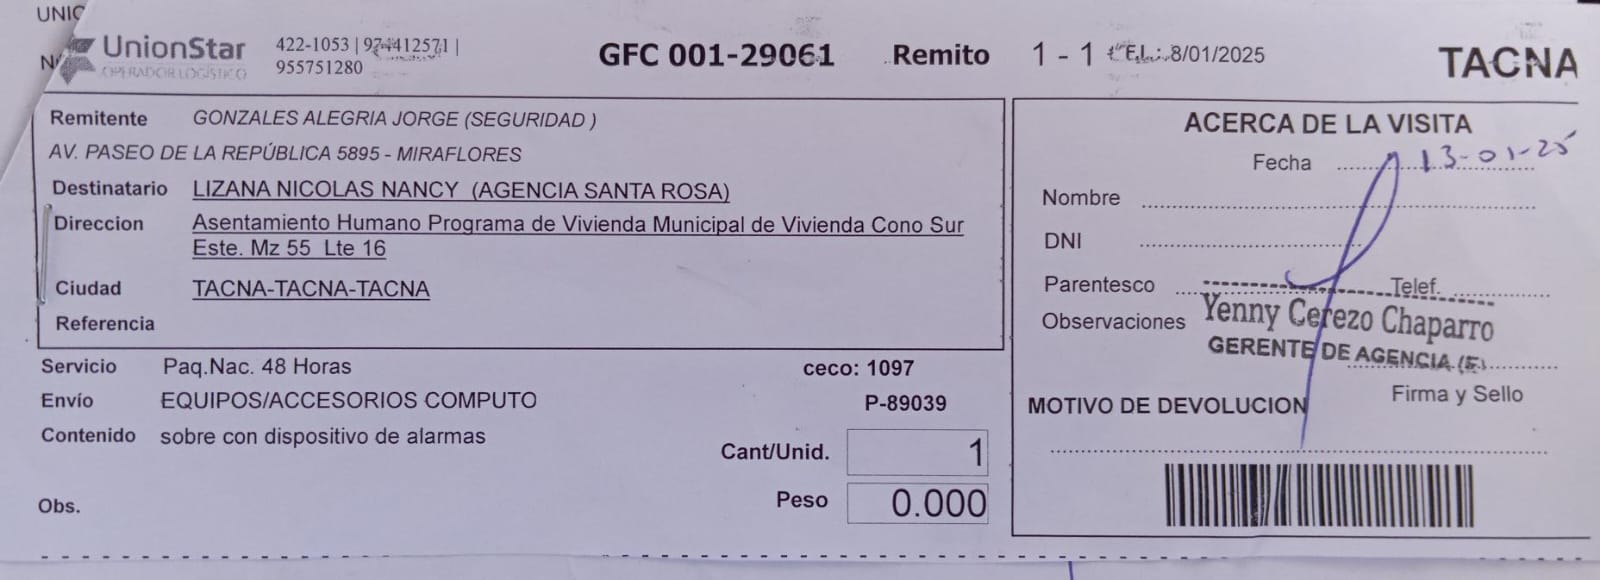 UNIC
UnionStar
OPERADOR LOGÍSTICO
422-1053 | 974412571 |
955751280
GFC 001-29061 Remito 1 - 1 8/01/2025 TACNA
Remitente GONZALES ALEGRIA JORGE (SEGURIDAD )
AV. PASEO DE LA REPÚBLICA 5895 - MIRAFLORES
Destinatario LIZANA NICOLAS NANCY (AGENCIA SANTA ROSA)
Direccion Asentamiento Humano Programa de Vivienda Municipal de Vivienda Cono Sur
Este. Mz 55 Lte 16
Ciudad TACNA-TACNA-TACNA
Referencia
Servicio Paq.Nac. 48 Horas ceco: 1097
Envío EQUIPOS/ACCESORIOS COMPUTO P-89039
Contenido sobre con dispositivo de alarmas
Cant/Unid. 1
Peso 0.000
Obs.
ACERCA DE LA VISITA
Fecha 13-01-25
Nombre
DNI
Parentesco Telef.
Observaciones Yenny Cerezo Chaparro
GERENTE DE AGENCIA (E)
Firma y Sello
MOTIVO DE DEVOLUCION